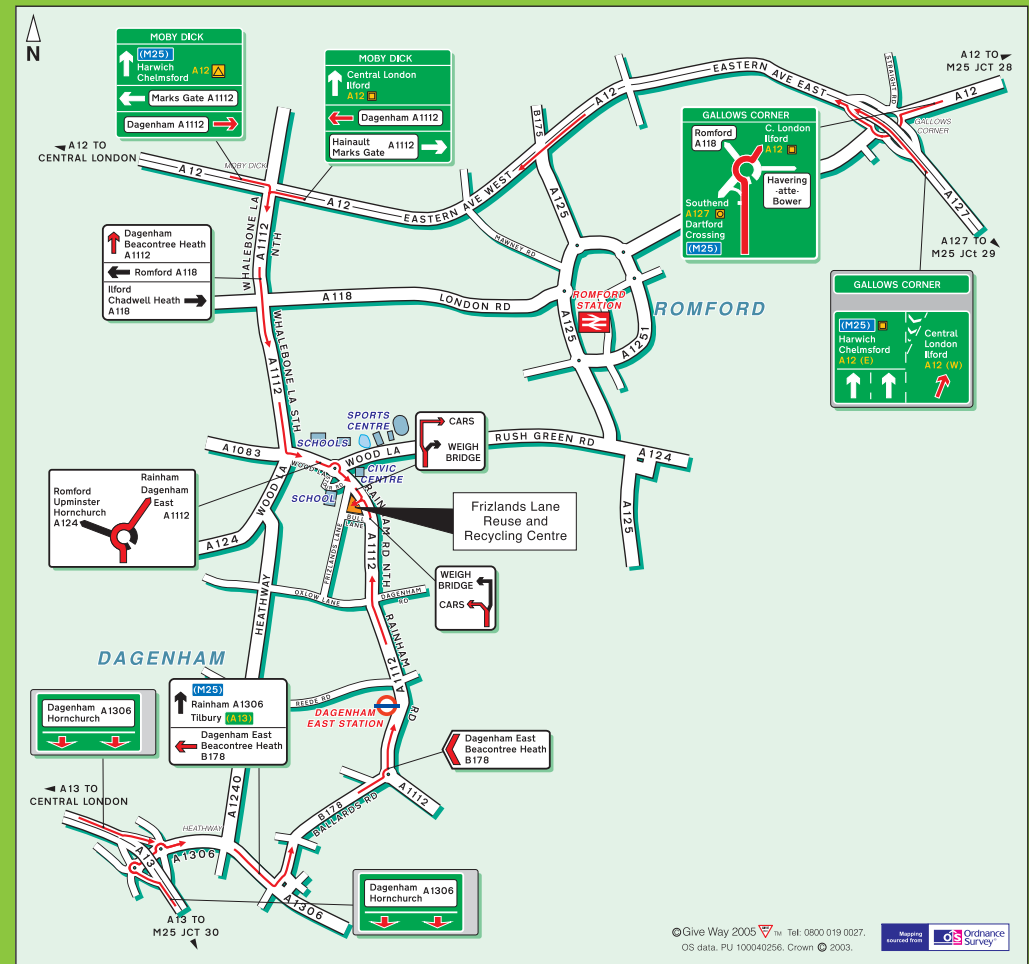 N
MOBY DICK
(M25)
Harwich
Chelmsford
A12
Marks Gate A1112
Dagenham A1112
MOBY DICK
Central London
Ilford
A12
Dagenham A1112
Hainault
Marks Gate
A1112
A12 TO
CENTRAL LONDON
MOBY DICK
A12
A12
EASTERN AVE WEST
A12
EASTERN AVE EAST
STRAIGHT RD
A12 TO
M25 JCT 28
A12
GALLOWS
CORNER
A127
A127 TO
M25 JCt 29
GALLOWS CORNER
Romford
A118
C. London
Ilford
A12
Havering
-atte-
Bower
Southend
A127
Dartford
Crossing
(M25)
GALLOWS CORNER
(M25)
Harwich
Chelmsford
A12 (E)
Central
London
Ilford
A12 (W)
B175
A125
MAWNEY RD
WHALEBONE LA
NTH
A1112
Dagenham
Beacontree Heath
A1112
Romford A118
Ilford
Chadwell Heath
A118
A118
LONDON RD
ROMFORD
STATION
ROMFORD
A125
A1251
WHALEBONE LA STH
A1112
SPORTS
CENTRE
SCHOOLS
CARS
WEIGH
BRIDGE
RUSH GREEN RD
A124
A125
A1083
WOOD LA
WOOD LA
CIVIC
CENTRE
SCHOOL
WOOD LA
A124
Romford
Upminster
Hornchurch
A124
Rainham
Dagenham
East
A1112
Frizlands Lane
Reuse and
Recycling Centre
BULL
LANE
FRIZLANDS LANE
RAINHAM RD NTH
A1112
WEIGH
BRIDGE
CARS
OXLOW LANE
DAGENHAM
RD
HEATHWAY
RAINHAM
RD
A1112
DAGENHAM
REEDE RD
DAGENHAM
EAST STATION
(M25)
Rainham A1306
Tilbury (A13)
Dagenham East
Beacontree Heath
B178
Dagenham
Hornchurch
A1306
Dagenham East
Beacontree Heath
B178
A1112
B178
BALLARDS RD
A1240
A13 TO
CENTRAL LONDON
HEATHWAY
A13
A1306
A1306
Dagenham
Hornchurch
A1306
A13 TO
M25 JCT 30
© Give Way 2005 TM Tel: 0800 019 0027.
OS data. PU 100040256. Crown © 2003.
Mapping
sourced from
OS Ordnance
Survey